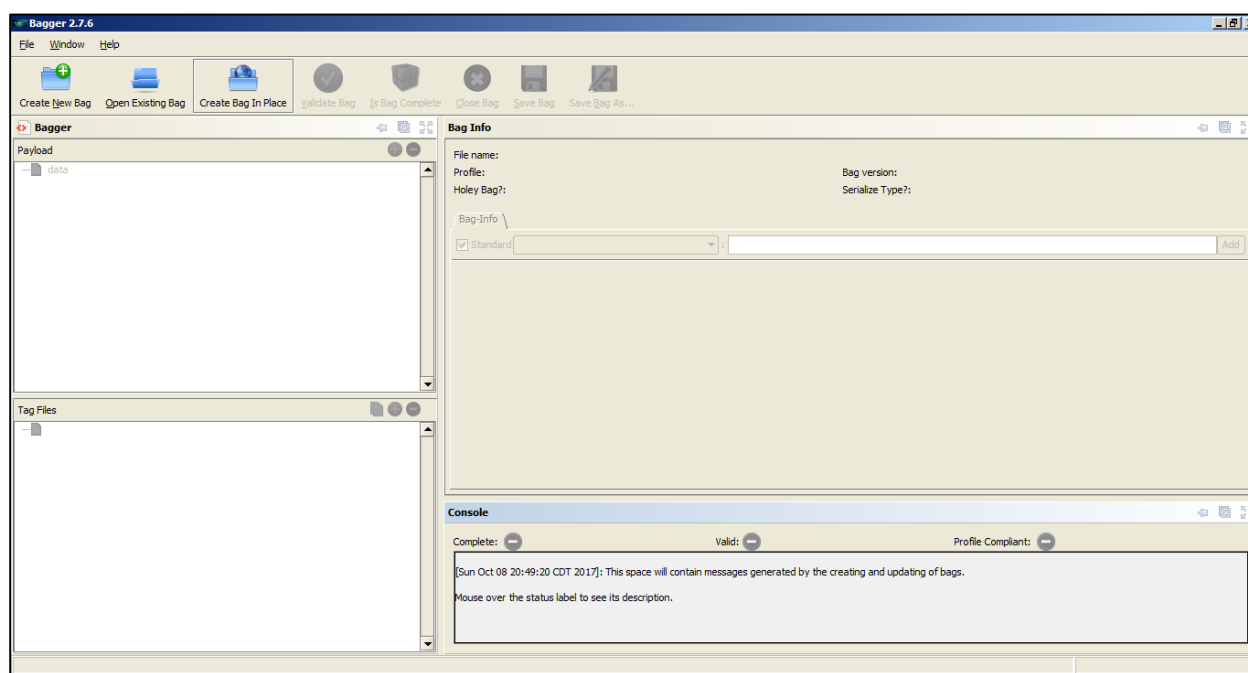 Bagger 2.7.6
File Window Help
Create New Bag Open Existing Bag Create Bag In Place Validate Bag Is Bag Complete Close Bag Save Bag Save Bag As...
Bagger
Payload
data
Tag Files
Bag Info
File name:
Profile: Bag version:
Holey Bag?: Serialize Type?:
Bag-Info
Standard : Add
Console
Complete: Valid: Profile Compliant:
[Sun Oct 08 20:49:20 CDT 2017]: This space will contain messages generated by the creating and updating of bags.
Mouse over the status label to see its description.